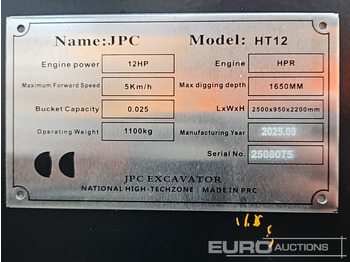 Name:JPC Model: HT12
Engine power 12HP Engine HPR
Maximum Forward Speed 5Km/h Max digging depth 1650MM
Bucket Capacity 0.025 LxWxH 2500x950x2200mm
Operating Weight 1100kg Manufacturing Year 2025.09
Serial No. 2508075
JPC EXCAVATOR
NATIONAL HIGH-TECHZONE MADE IN PRC
EURO AUCTIONS